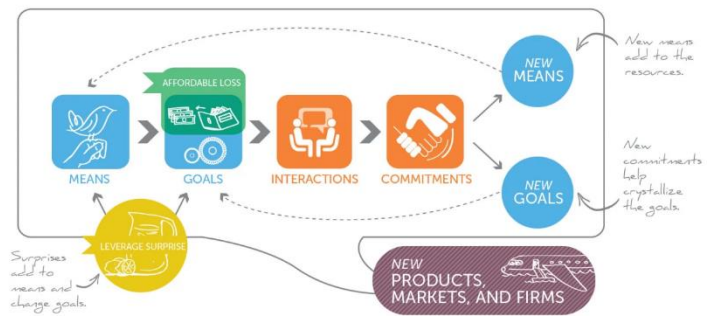 AFFORDABLE LOSS
MEANS
GOALS
INTERACTIONS
COMMITMENTS
NEW
MEANS
New means
add to the
resources.
NEW
GOALS
New
commitments
help
crystallize
the goals.
LEVERAGE SURPRISE
Surprises
add to
means and
change goals.
NEW
PRODUCTS,
MARKETS, AND FIRMS